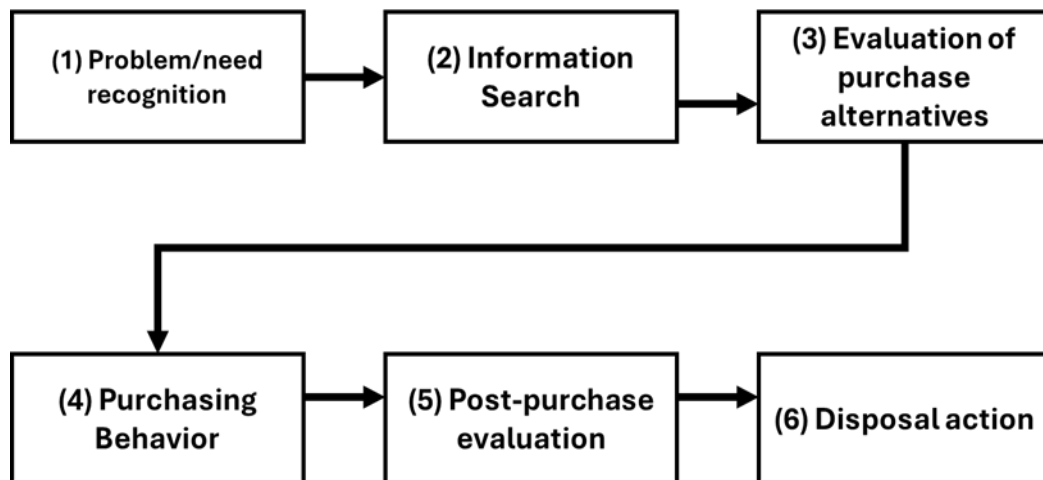 (1) Problem/need
recognition
(2) Information
Search
(3) Evaluation of
purchase
alternatives
(4) Purchasing
Behavior
(5) Post-purchase
evaluation
(6) Disposal action